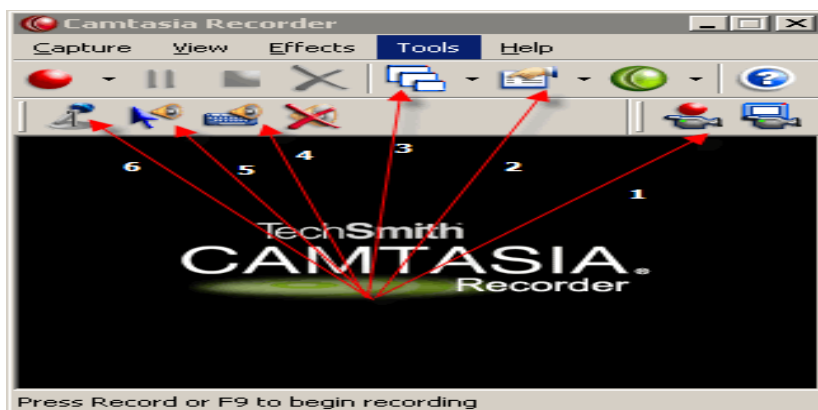 Camtasia Recorder
Capture View Effects Tools Help
3
6 5 4 2
1
TechSmith
CAMTASIA®
Recorder
Press Record or F9 to begin recording